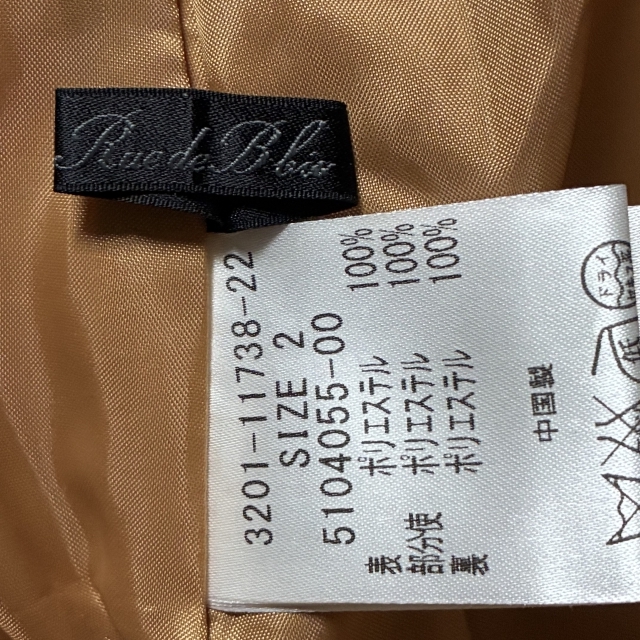 Rue de B
3201-11738-22
SIZE 2
5104055-00
表 ポリエステル 100%
部分使 ポリエステル 100%
裏 ポリエステル 100%
中国製
ドライ
低